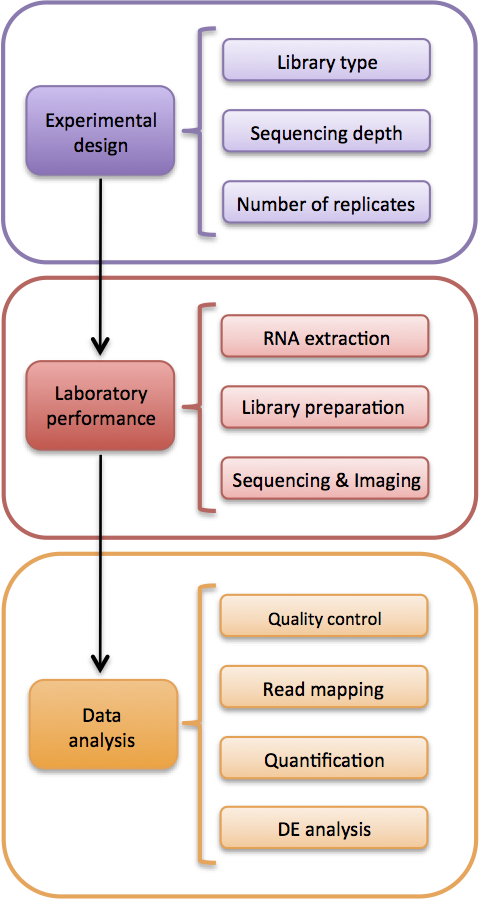 Experimental
design
Library type
Sequencing depth
Number of replicates
Laboratory
performance
RNA extraction
Library preparation
Sequencing & Imaging
Data
analysis
Quality control
Read mapping
Quantification
DE analysis